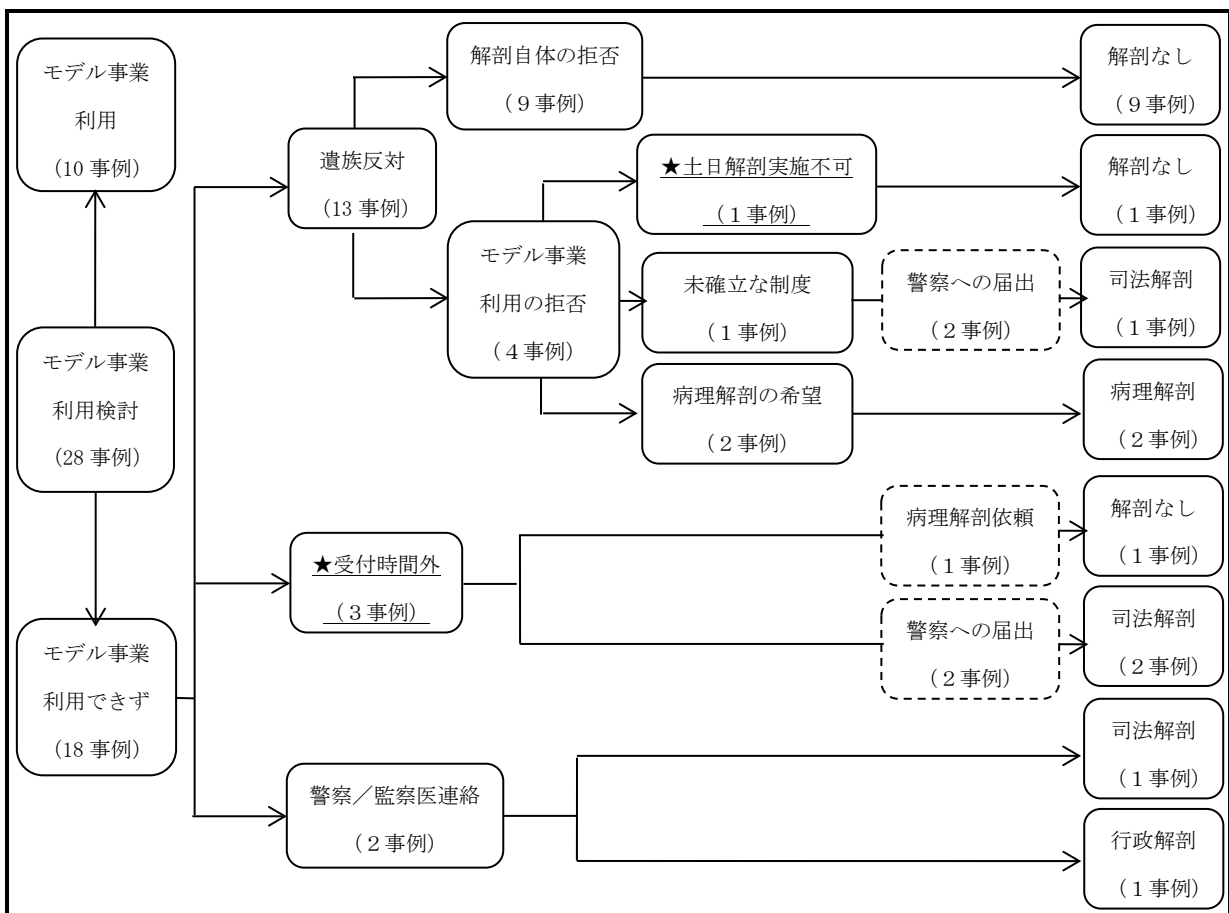 モデル事業
利用
(10 事例)
モデル事業
利用検討
(28 事例)
モデル事業
利用できず
(18 事例)
遺族反対
(13 事例)
解剖自体の拒否
(９事例)
解剖なし
(９事例)
モデル事業
利用の拒否
(４事例)
★土日解剖実施不可
(１事例)
解剖なし
(１事例)
未確立な制度
(１事例)
警察への届出
(２事例)
司法解剖
(１事例)
病理解剖の希望
(２事例)
病理解剖
(２事例)
★受付時間外
(３事例)
病理解剖依頼
(１事例)
解剖なし
(１事例)
警察への届出
(２事例)
司法解剖
(２事例)
警察／監察医連絡
(２事例)
司法解剖
(１事例)
行政解剖
(１事例)